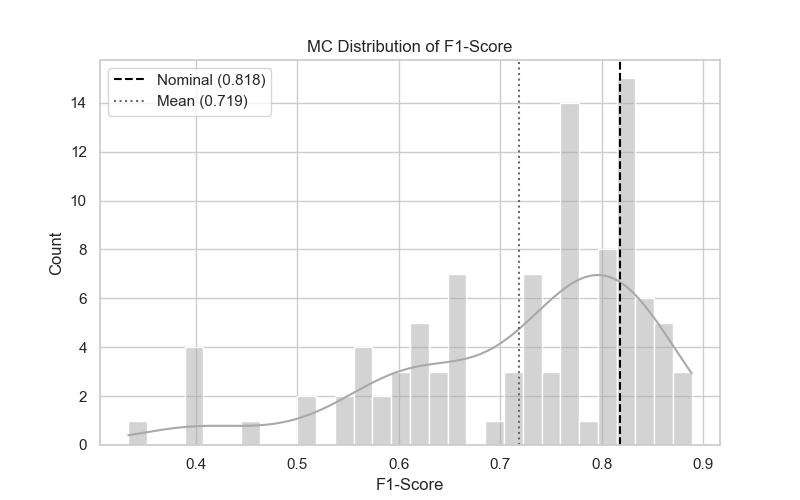 MC Distribution of F1-Score
Nominal (0.818)
Mean (0.719)
14
12
10
8
6
4
2
0
Count
0.4 0.5 0.6 0.7 0.8 0.9
F1-Score